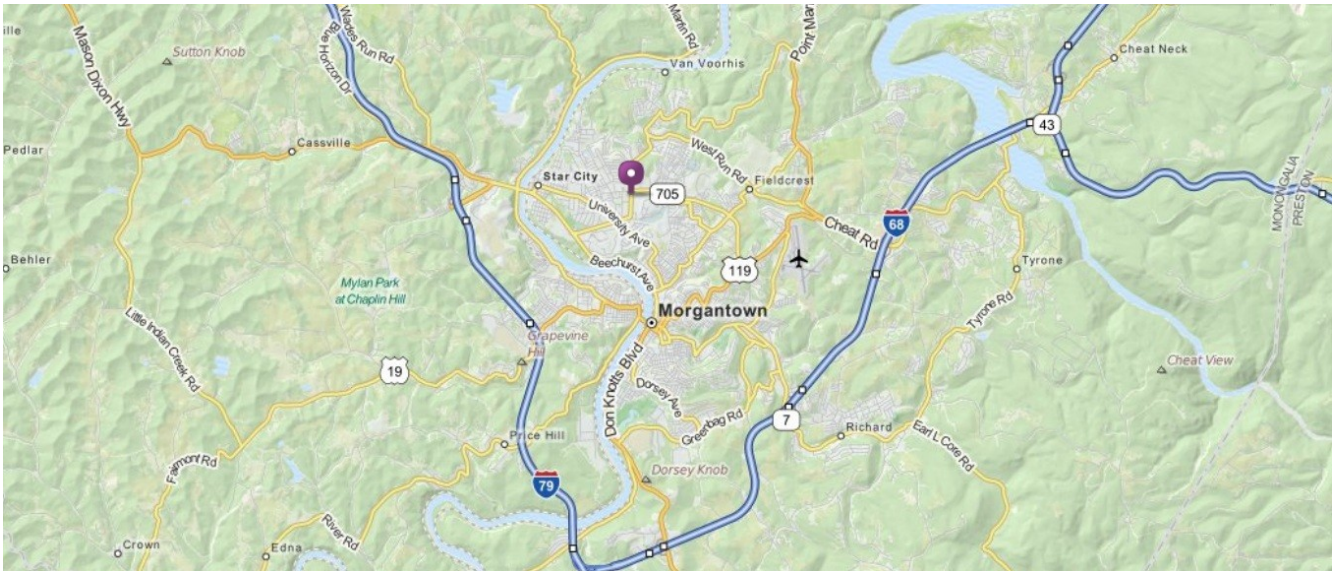 ville
Sutton Knob
Mason Dixon Hwy
Wades Run Rd
Blue Horizon Dr
Martin Rd
Van Voorhis
Point Mar
Cheat Neck
43
Pedlar
Cassville
West Run Rd
Star City
705
Fieldcrest
University Ave
Cheat Rd
68
MONONGALIA
PRESTON
Behler
Mylan Park
at Chaplin Hill
Beechurst Ave
119
Tyrone
Morgantown
Little Indian Creek Rd
Grapevine
Hill
Tyrone Rd
19
Cheat View
Don Knotts Blvd
Dorsey Ave
Greenbag Rd
7
Richard
Earl L Core Rd
Price Hill
Fairmont Rd
Dorsey Knob
79
River Rd
Crown
Edna